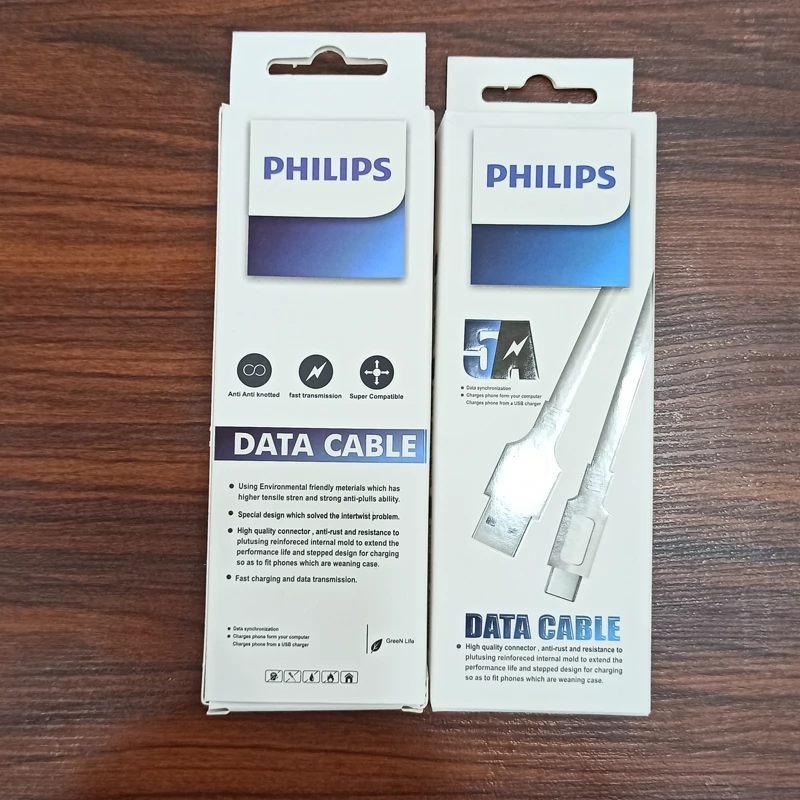 PHILIPS
Anti Anti knotted
fast transmission
Super Compatible
DATA CABLE
Using Environmental friendly meterials which has
higher tensile stren and strong anti-plulls ability.
Special design which solved the intertwist problem.
High quality connector , anti-rust and resistance to
plutusing reinforeced internal mold to extend the
performance life and stepped design for charging
so as to fit phones which are weaning case.
Fast charging and data transmission.
Data synchronization
Charges phone form your computer
Charges phone from a USB charger
GreeN Life
PHILIPS
5A
Data synchronization
Charges phone form your computer
Charges phone from a USB charger
DATA CABLE
High quality connector , anti-rust and resistance to
plutusing reinforeced internal mold to extend the
performance life and stepped design for charging
so as to fit phones which are weaning case.